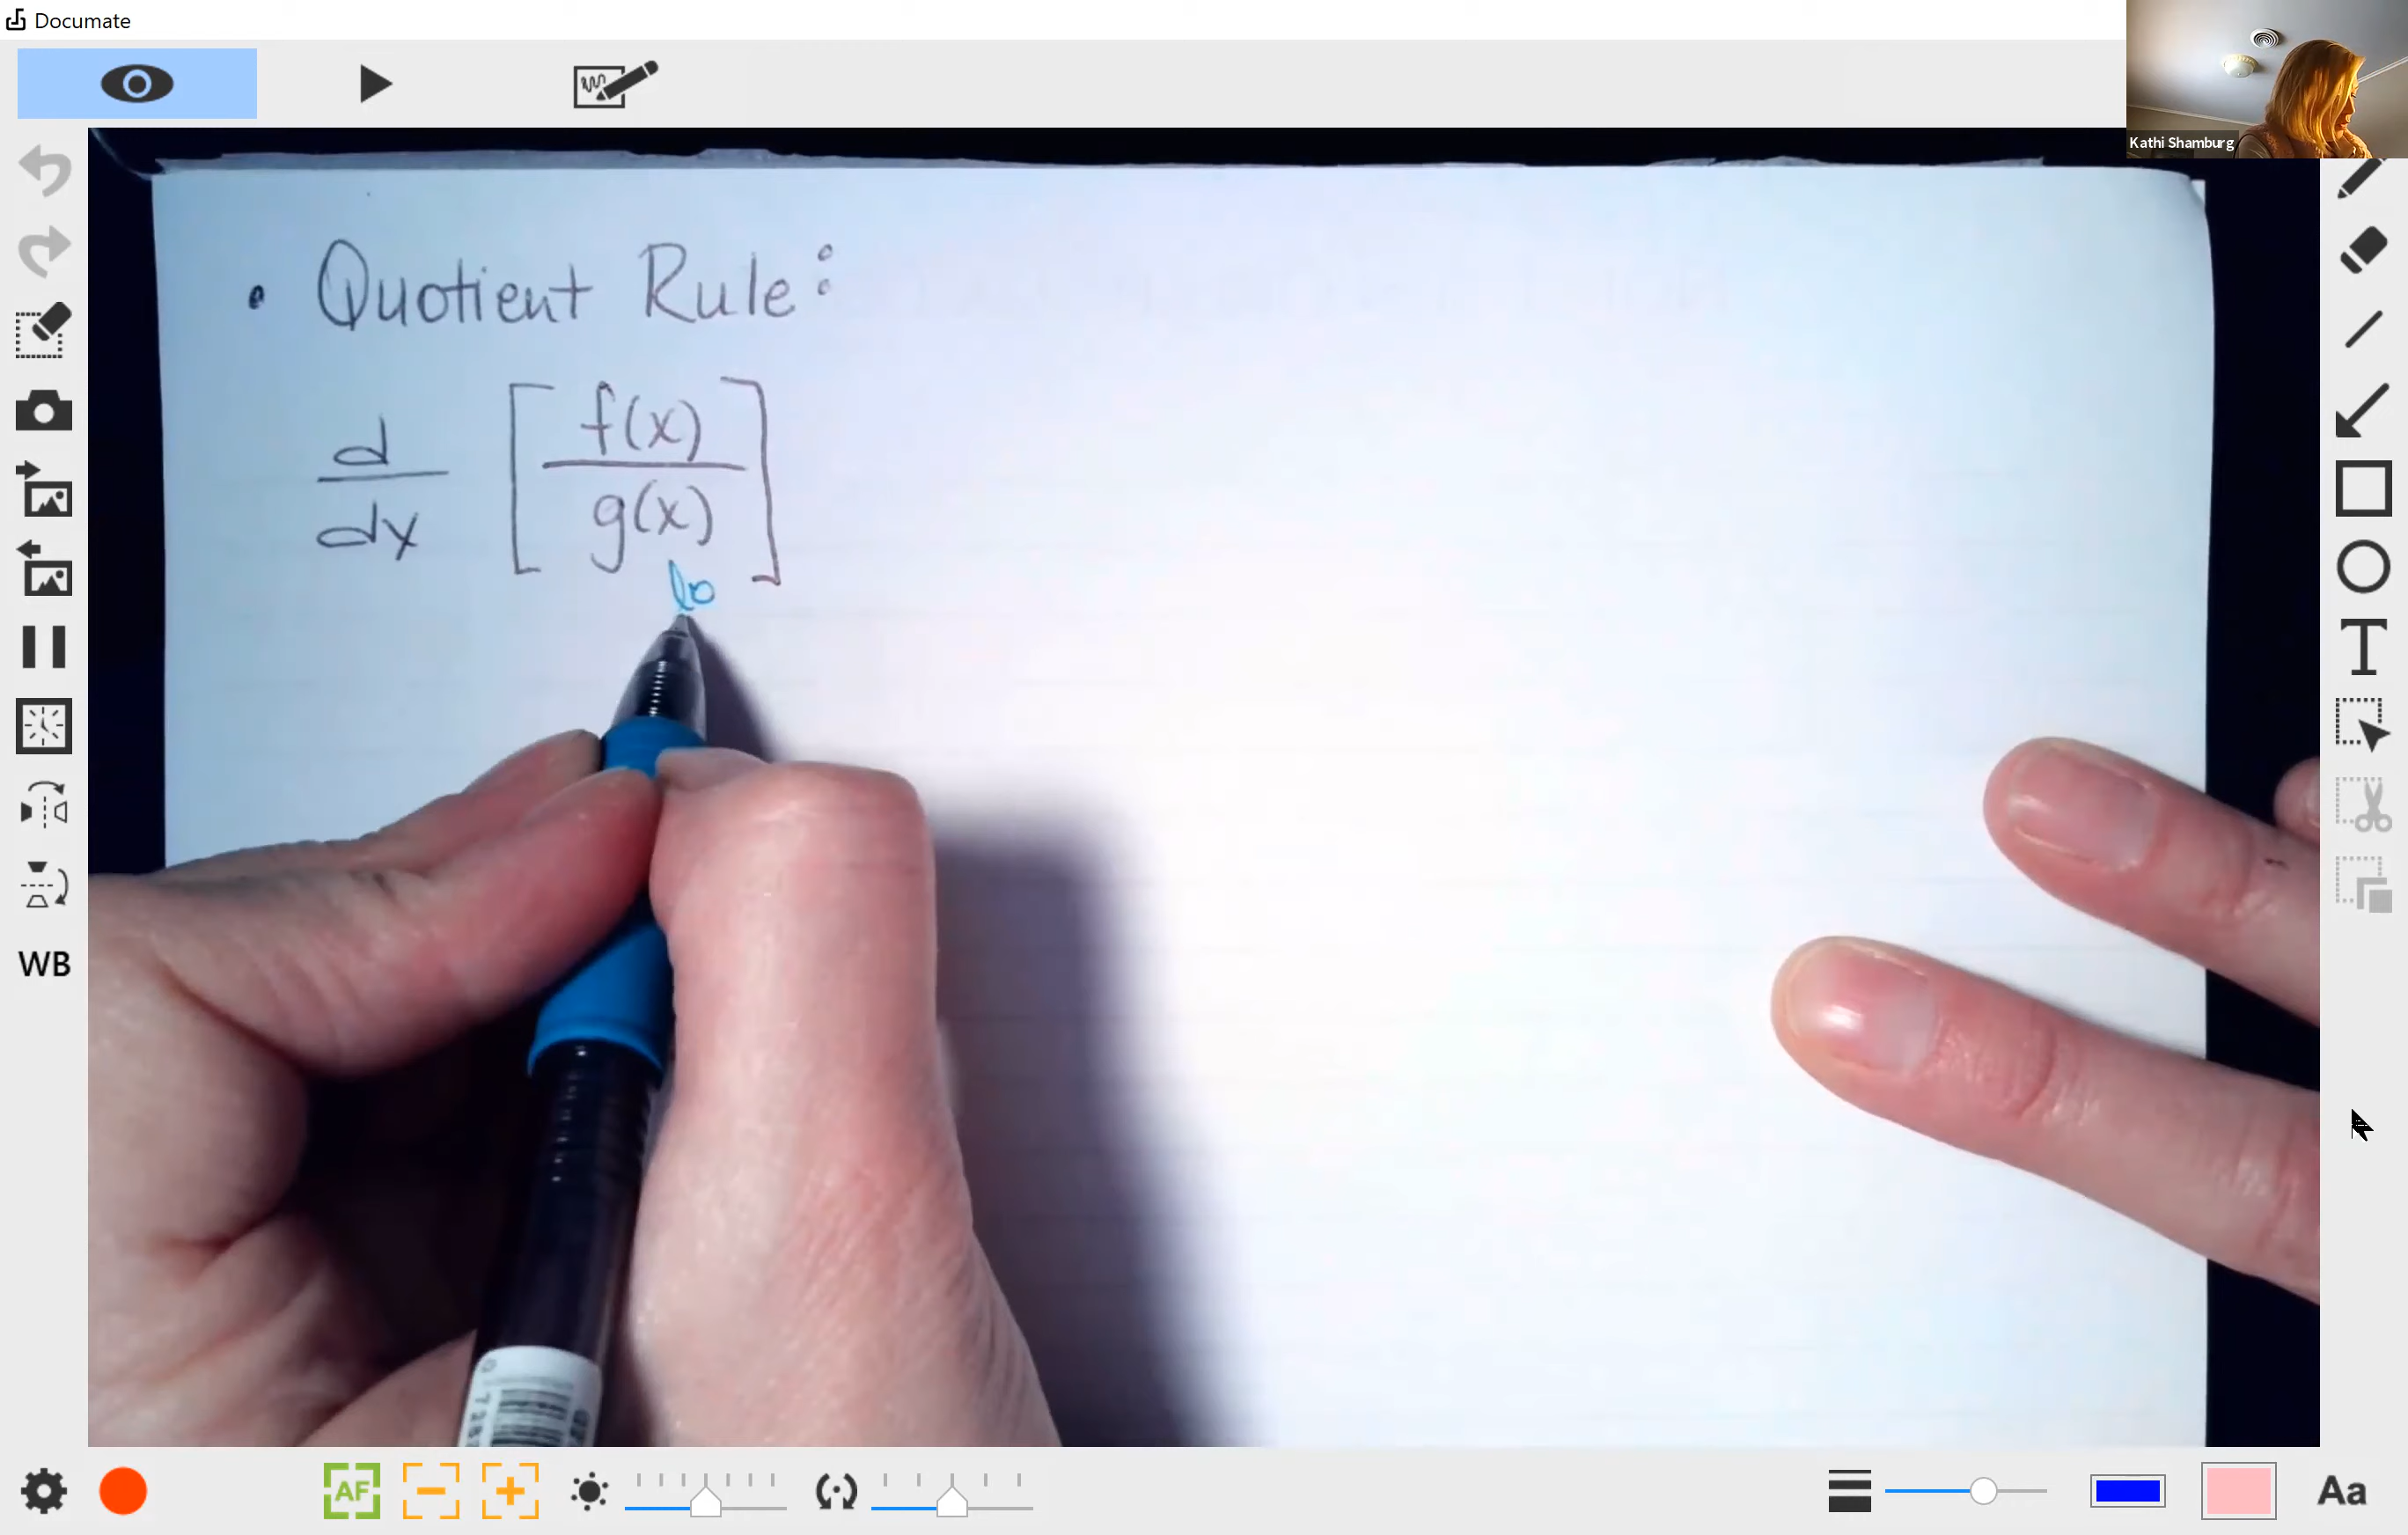 Documate
Kathi Shamburg
• Quotient Rule:
d/dx [ f(x)/g(x) ]
lo
WB
T
AF
Aa